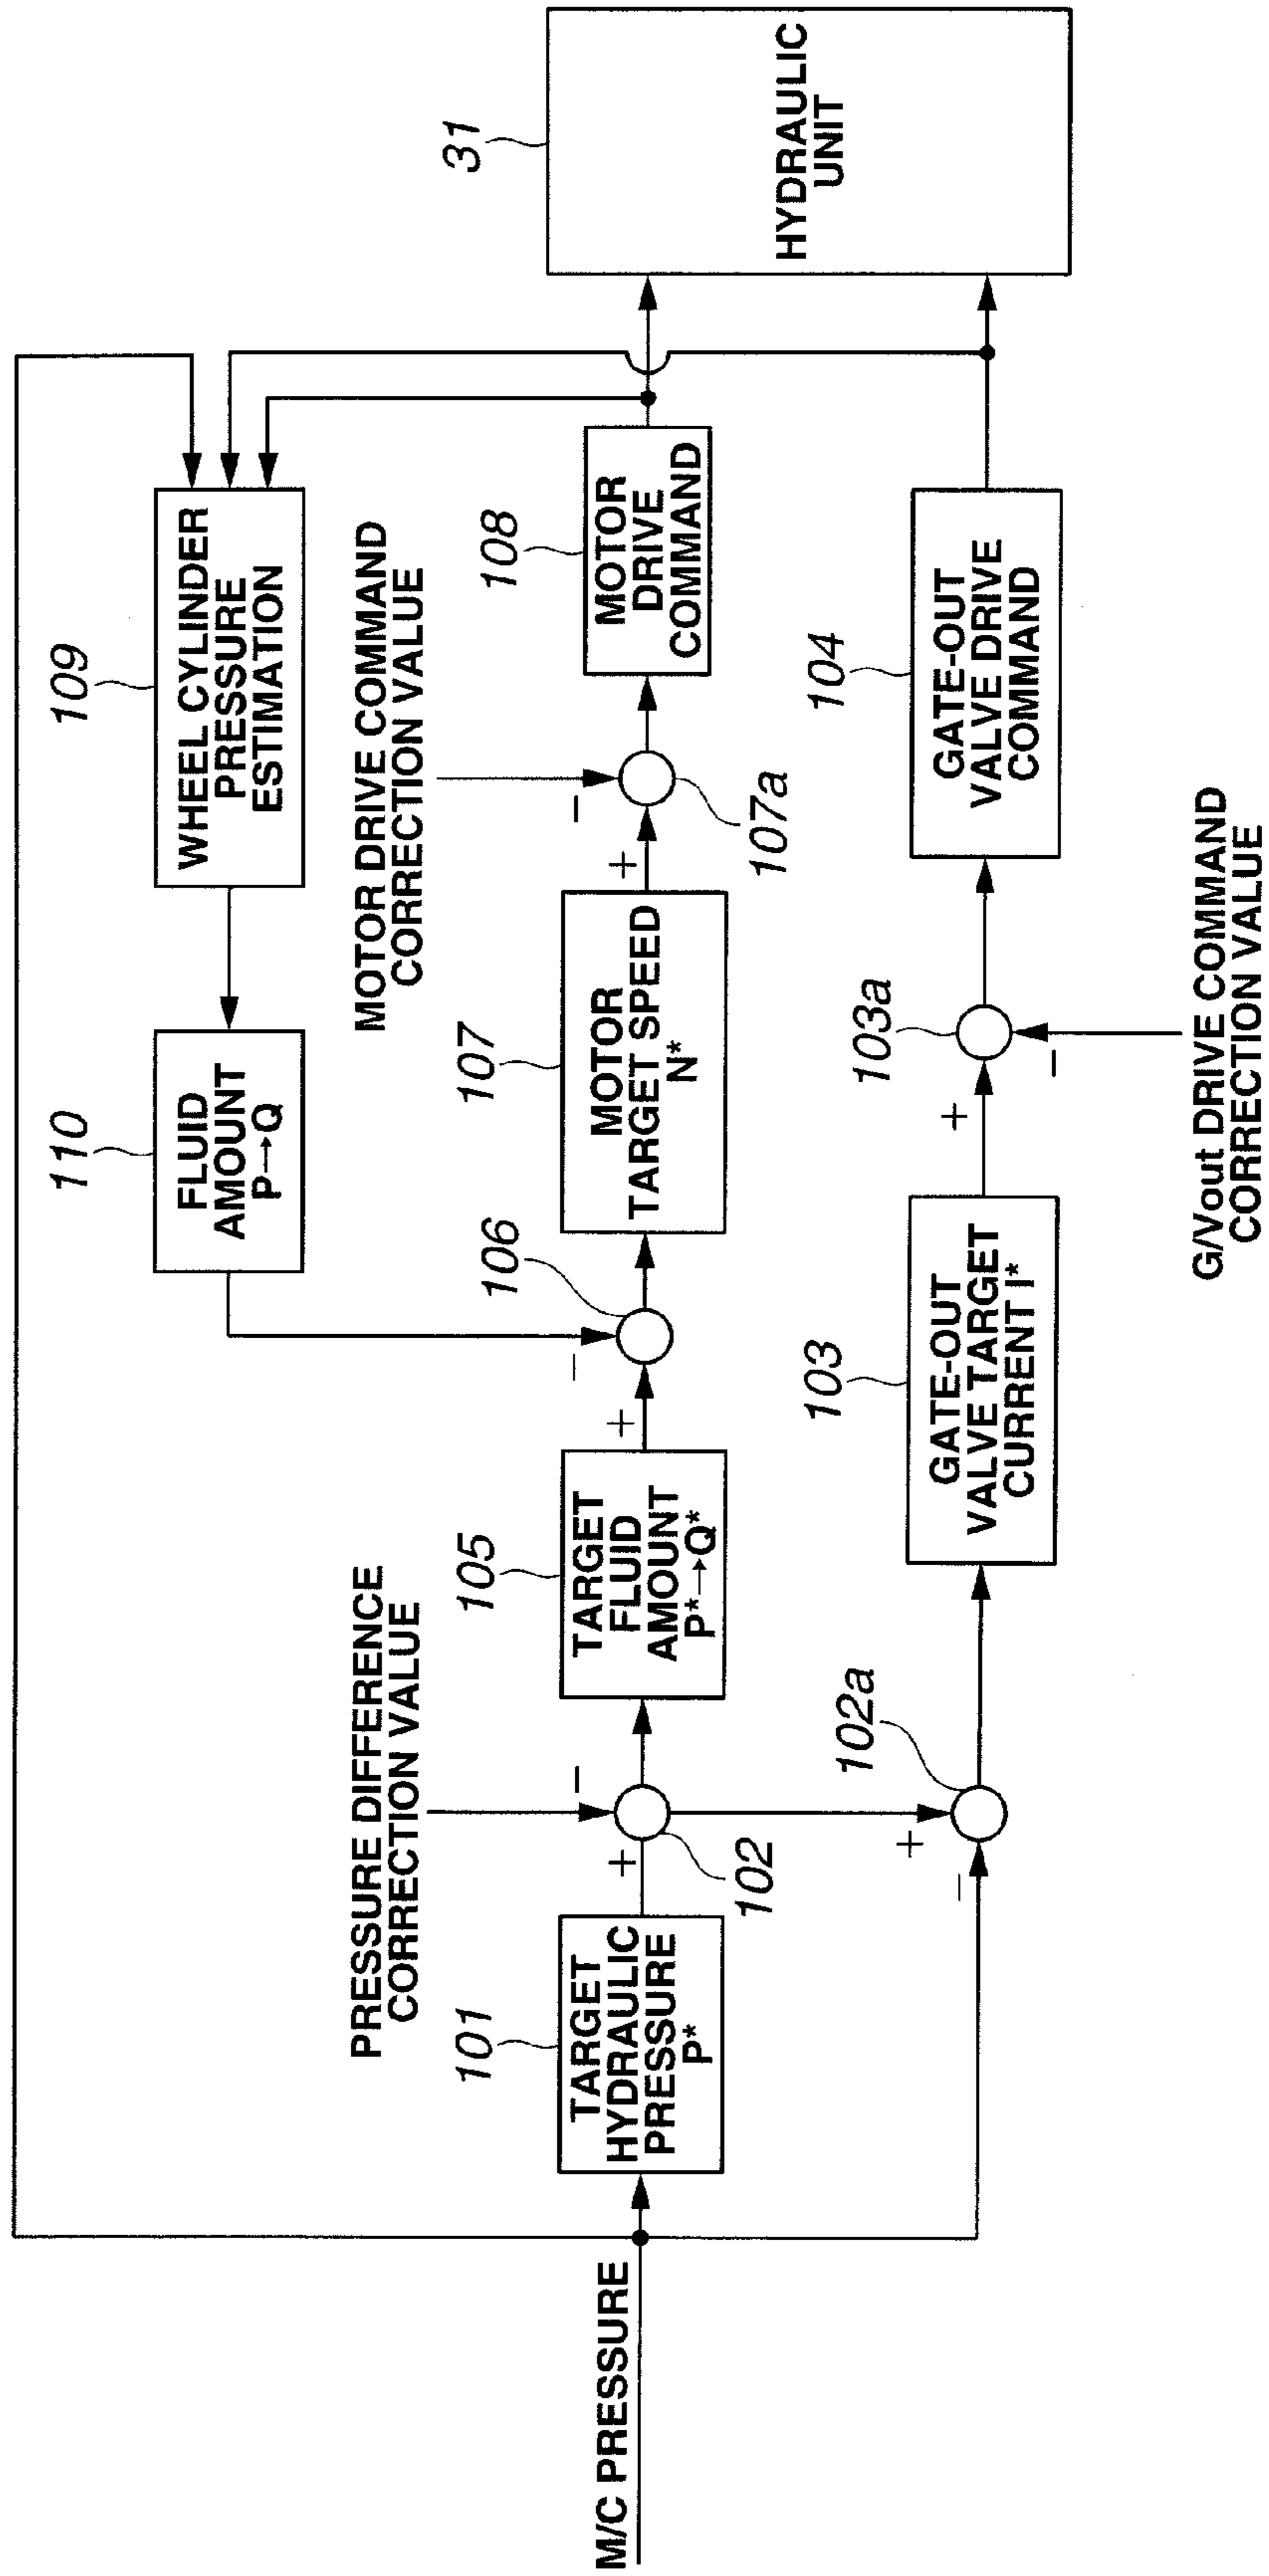 M/C PRESSURE
101
TARGET
HYDRAULIC
PRESSURE
P*
PRESSURE DIFFERENCE
CORRECTION VALUE
+
−
102
+
−
102a
105
TARGET
FLUID
AMOUNT
P*→Q*
+
−
106
107
MOTOR
TARGET SPEED
N*
MOTOR DRIVE COMMAND
CORRECTION VALUE
+
−
107a
108
MOTOR
DRIVE
COMMAND
110
FLUID
AMOUNT
P→Q
109
WHEEL CYLINDER
PRESSURE
ESTIMATION
103
GATE-OUT
VALVE TARGET
CURRENT I*
+
−
103a
G/Vout DRIVE COMMAND
CORRECTION VALUE
104
GATE-OUT
VALVE DRIVE
COMMAND
31
HYDRAULIC
UNIT